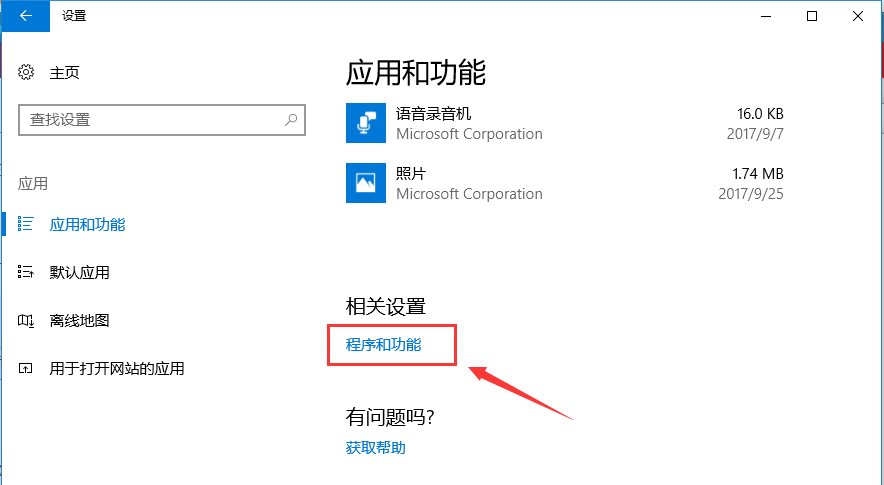 设置
主页
查找设置
应用
应用和功能
默认应用
离线地图
用于打开网站的应用
应用和功能
语音录音机 16.0 KB
Microsoft Corporation 2017/9/7
照片 1.74 MB
Microsoft Corporation 2017/9/25
相关设置
程序和功能
有问题吗?
获取帮助